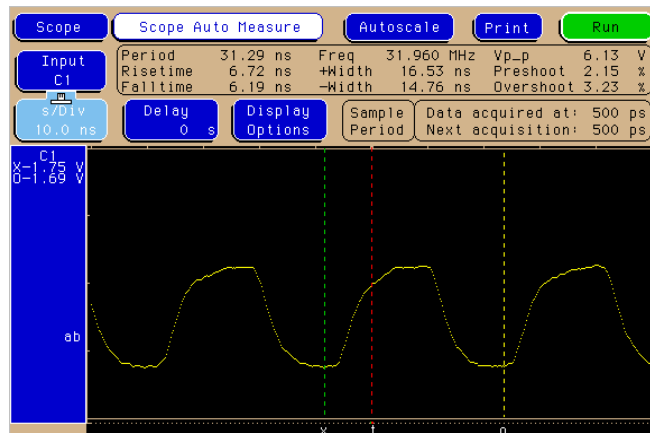 Scope Scope Auto Measure Autoscale Print Run
Input
C1
Period 31.29 ns Freq 31.960 MHz Vp_p 6.13 V
Risetime 6.72 ns +Width 16.53 ns Preshoot 2.15 %
Falltime 6.19 ns -Width 14.76 ns Overshoot 3.23 %
s/Div
10.0 ns
Delay
0 s
Display
Options
Sample
Period
Data acquired at: 500 ps
Next acquisition: 500 ps
C1
X-1.75 V
O-1.69 V
ab
x t o